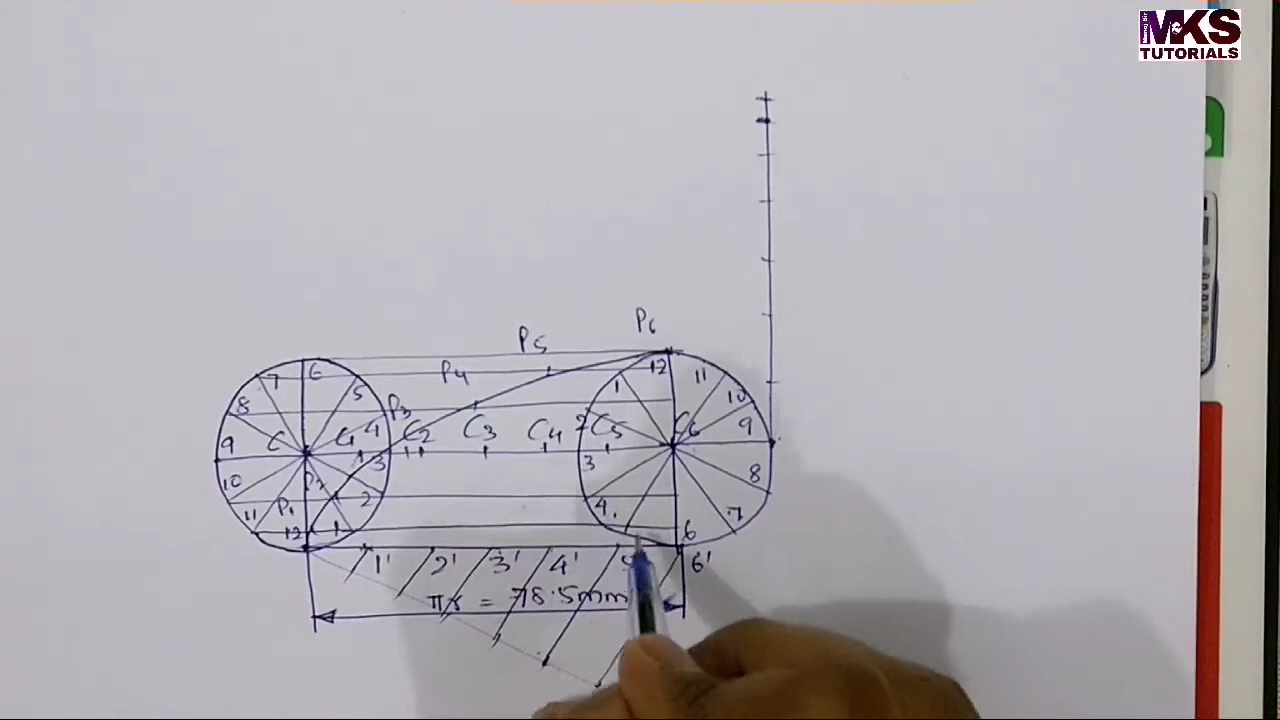 MKS
TUTORIALS
P6
P5
P4
P3
7 6 5
8 4
9 C C1 C2 C3 C4 C5 C6
10 3
11 P1 P2 2
12 1
12 11
1 10
2 9
3 8
4 7
6
1' 2' 3' 4' 5 6'
πr = 78.5mm